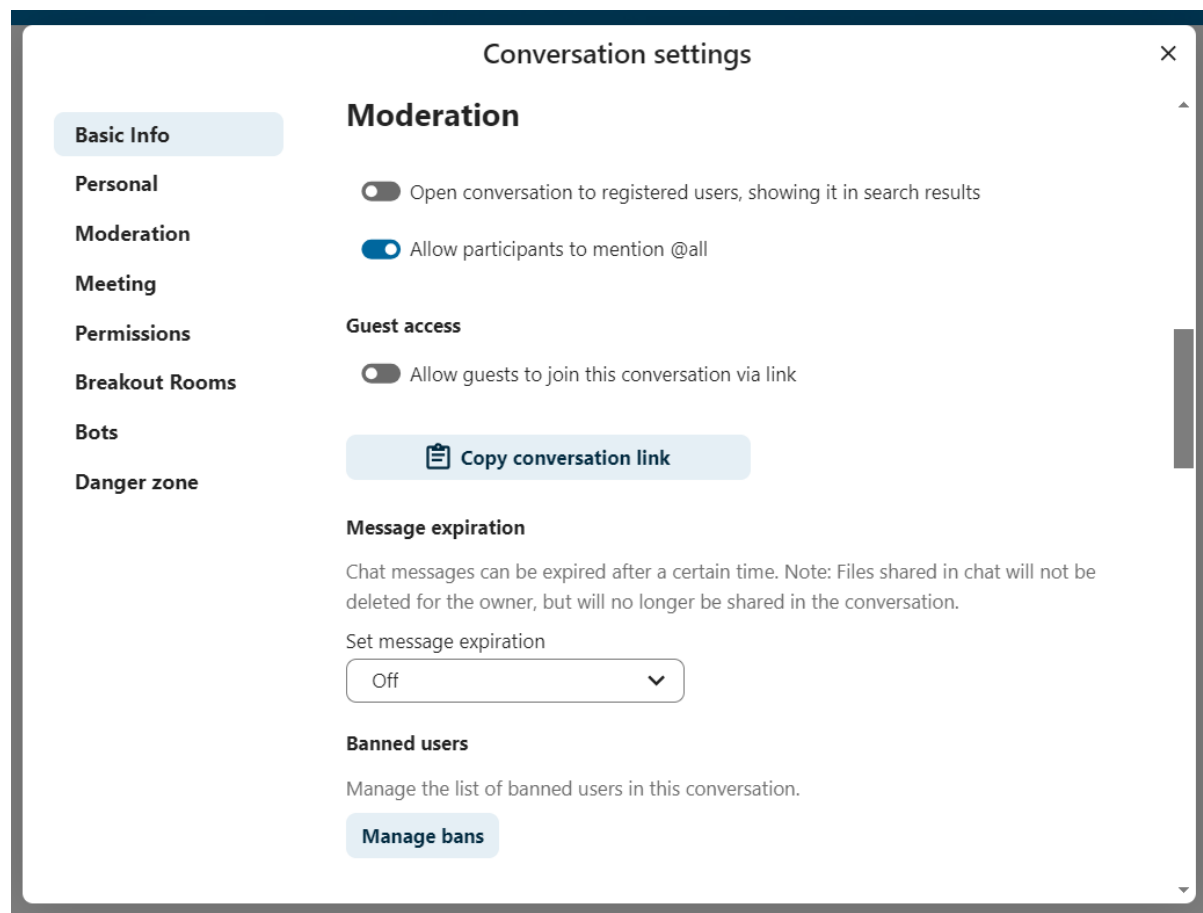 Conversation settings
Basic Info
Personal
Moderation
Meeting
Permissions
Breakout Rooms
Bots
Danger zone
Moderation
Open conversation to registered users, showing it in search results
Allow participants to mention @all
Guest access
Allow guests to join this conversation via link
Copy conversation link
Message expiration
Chat messages can be expired after a certain time. Note: Files shared in chat will not be
deleted for the owner, but will no longer be shared in the conversation.
Set message expiration
Off
Banned users
Manage the list of banned users in this conversation.
Manage bans